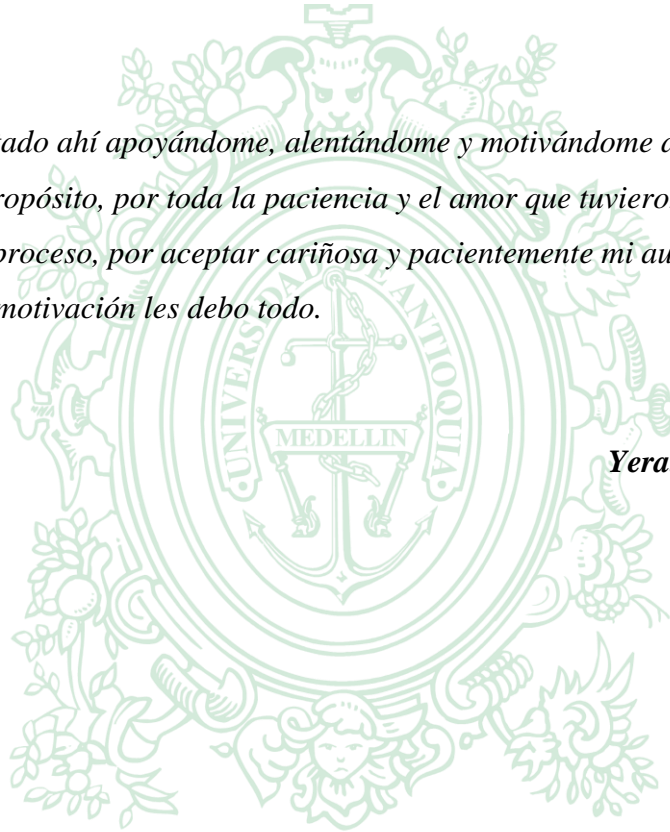 tado ahí apoyándome, alentándome y motivándome
ropósito, por toda la paciencia y el amor que tuviero
proceso, por aceptar cariñosa y pacientemente mi au
motivación les debo todo.
UNIVERSIDAD DE ANTIOQUIA
MEDELLIN
Yera